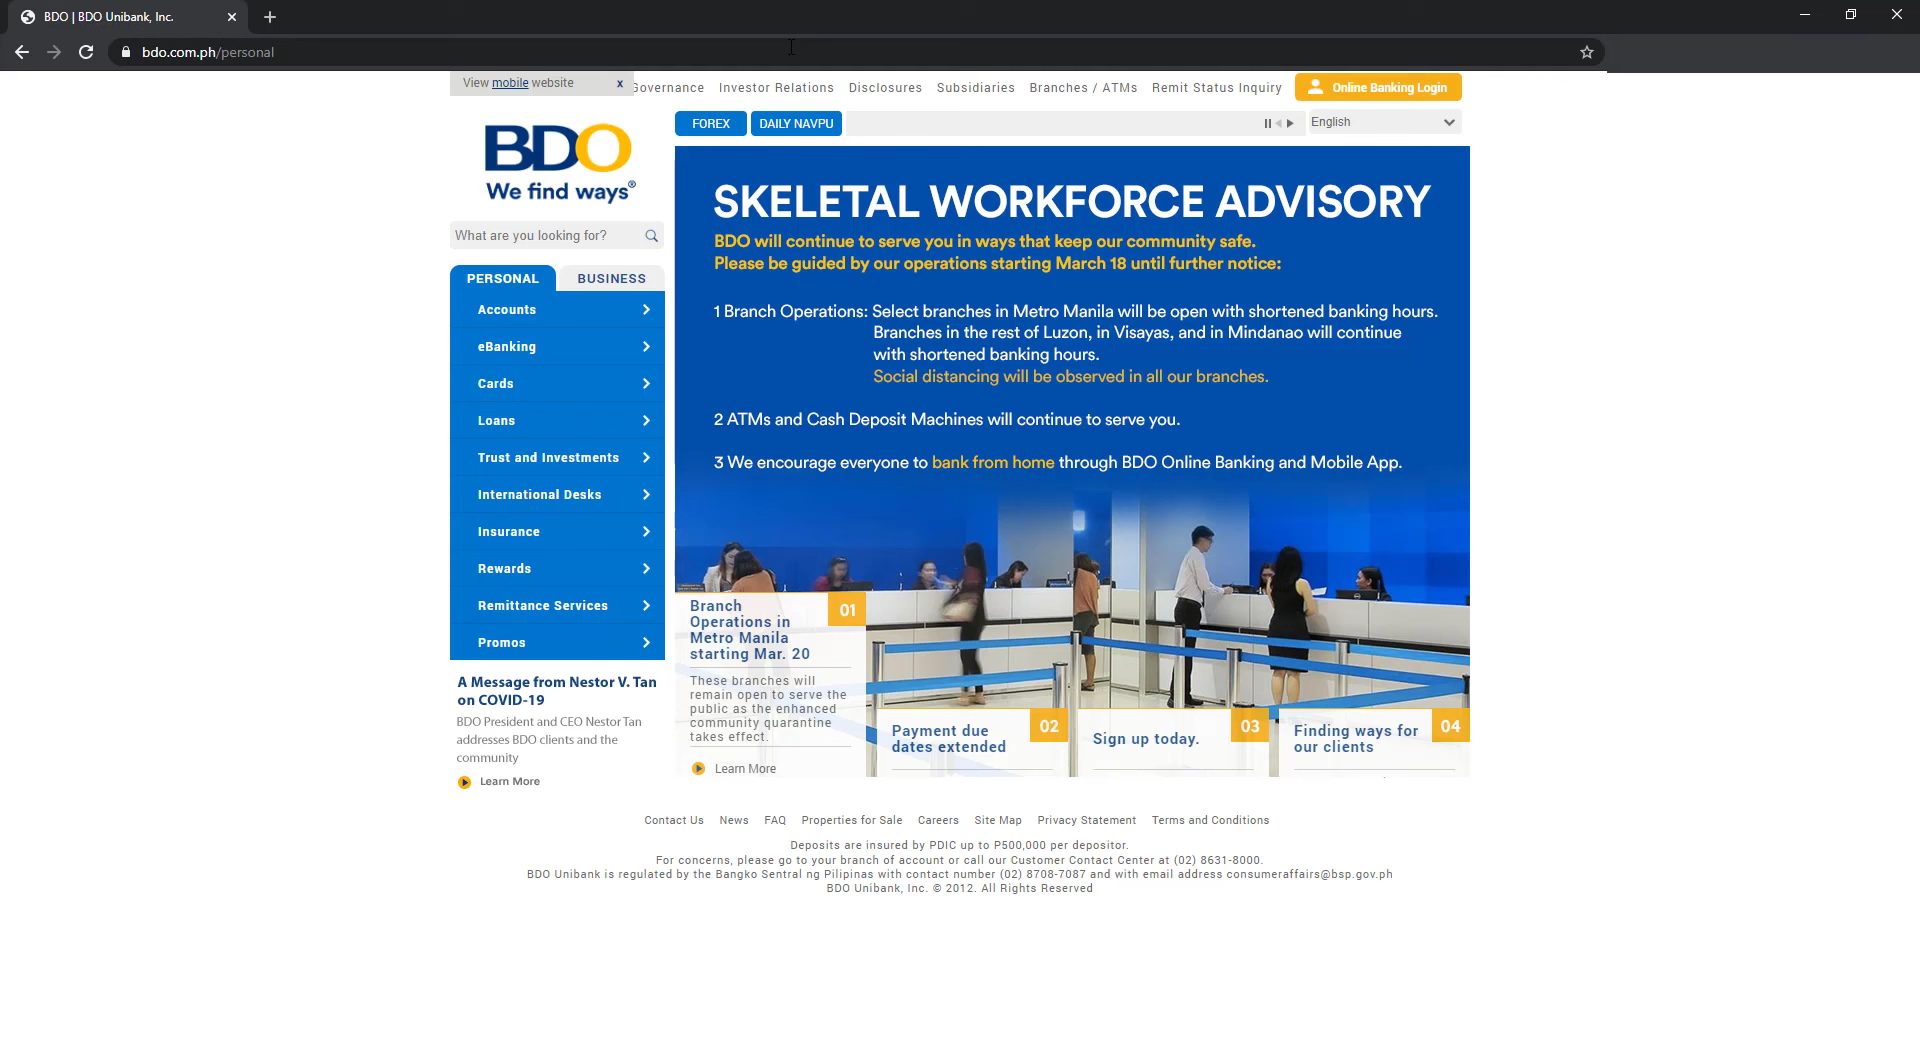 BDO | BDO Unibank, Inc.
bdo.com.ph/personal
View mobile website x
Governance Investor Relations Disclosures Subsidiaries Branches / ATMs Remit Status Inquiry Online Banking Login
FOREX DAILY NAVPU English
BDO
We find ways®
What are you looking for?
PERSONAL BUSINESS
Accounts
eBanking
Cards
Loans
Trust and Investments
International Desks
Insurance
Rewards
Remittance Services
Promos
A Message from Nestor V. Tan
on COVID-19
BDO President and CEO Nestor Tan
addresses BDO clients and the
community
Learn More
SKELETAL WORKFORCE ADVISORY
BDO will continue to serve you in ways that keep our community safe.
Please be guided by our operations starting March 18 until further notice:
1 Branch Operations: Select branches in Metro Manila will be open with shortened banking hours.
Branches in the rest of Luzon, in Visayas, and in Mindanao will continue
with shortened banking hours.
Social distancing will be observed in all our branches.
2 ATMs and Cash Deposit Machines will continue to serve you.
3 We encourage everyone to bank from home through BDO Online Banking and Mobile App.
Branch
Operations in
Metro Manila
starting Mar. 20
01
These branches will
remain open to serve the
public as the enhanced
community quarantine
takes effect.
Learn More
Payment due
dates extended
02
Sign up today.
03
Finding ways for
our clients
04
Contact Us News FAQ Properties for Sale Careers Site Map Privacy Statement Terms and Conditions
Deposits are insured by PDIC up to P500,000 per depositor.
For concerns, please go to your branch of account or call our Customer Contact Center at (02) 8631-8000.
BDO Unibank is regulated by the Bangko Sentral ng Pilipinas with contact number (02) 8708-7087 and with email address consumeraffairs@bsp.gov.ph
BDO Unibank, Inc. © 2012. All Rights Reserved